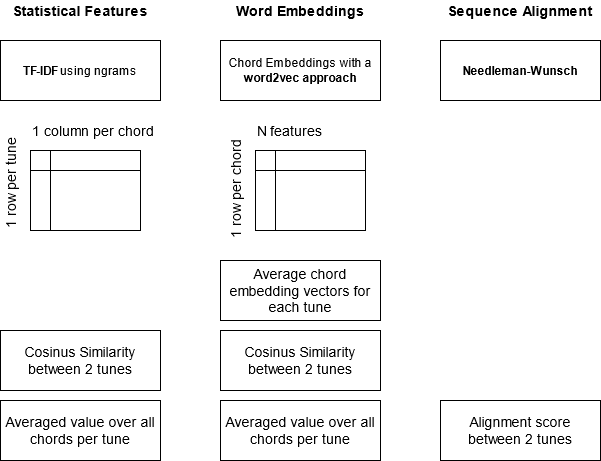 Statistical Features
Word Embeddings
Sequence Alignment
TF-IDF using ngrams
Chord Embeddings with a
word2vec approach
Needleman-Wunsch
1 column per chord
1 row per tune
N features
1 row per chord
Average chord
embedding vectors for
each tune
Cosinus Similarity
between 2 tunes
Cosinus Similarity
between 2 tunes
Averaged value over all
chords per tune
Averaged value over all
chords per tune
Alignment score
between 2 tunes